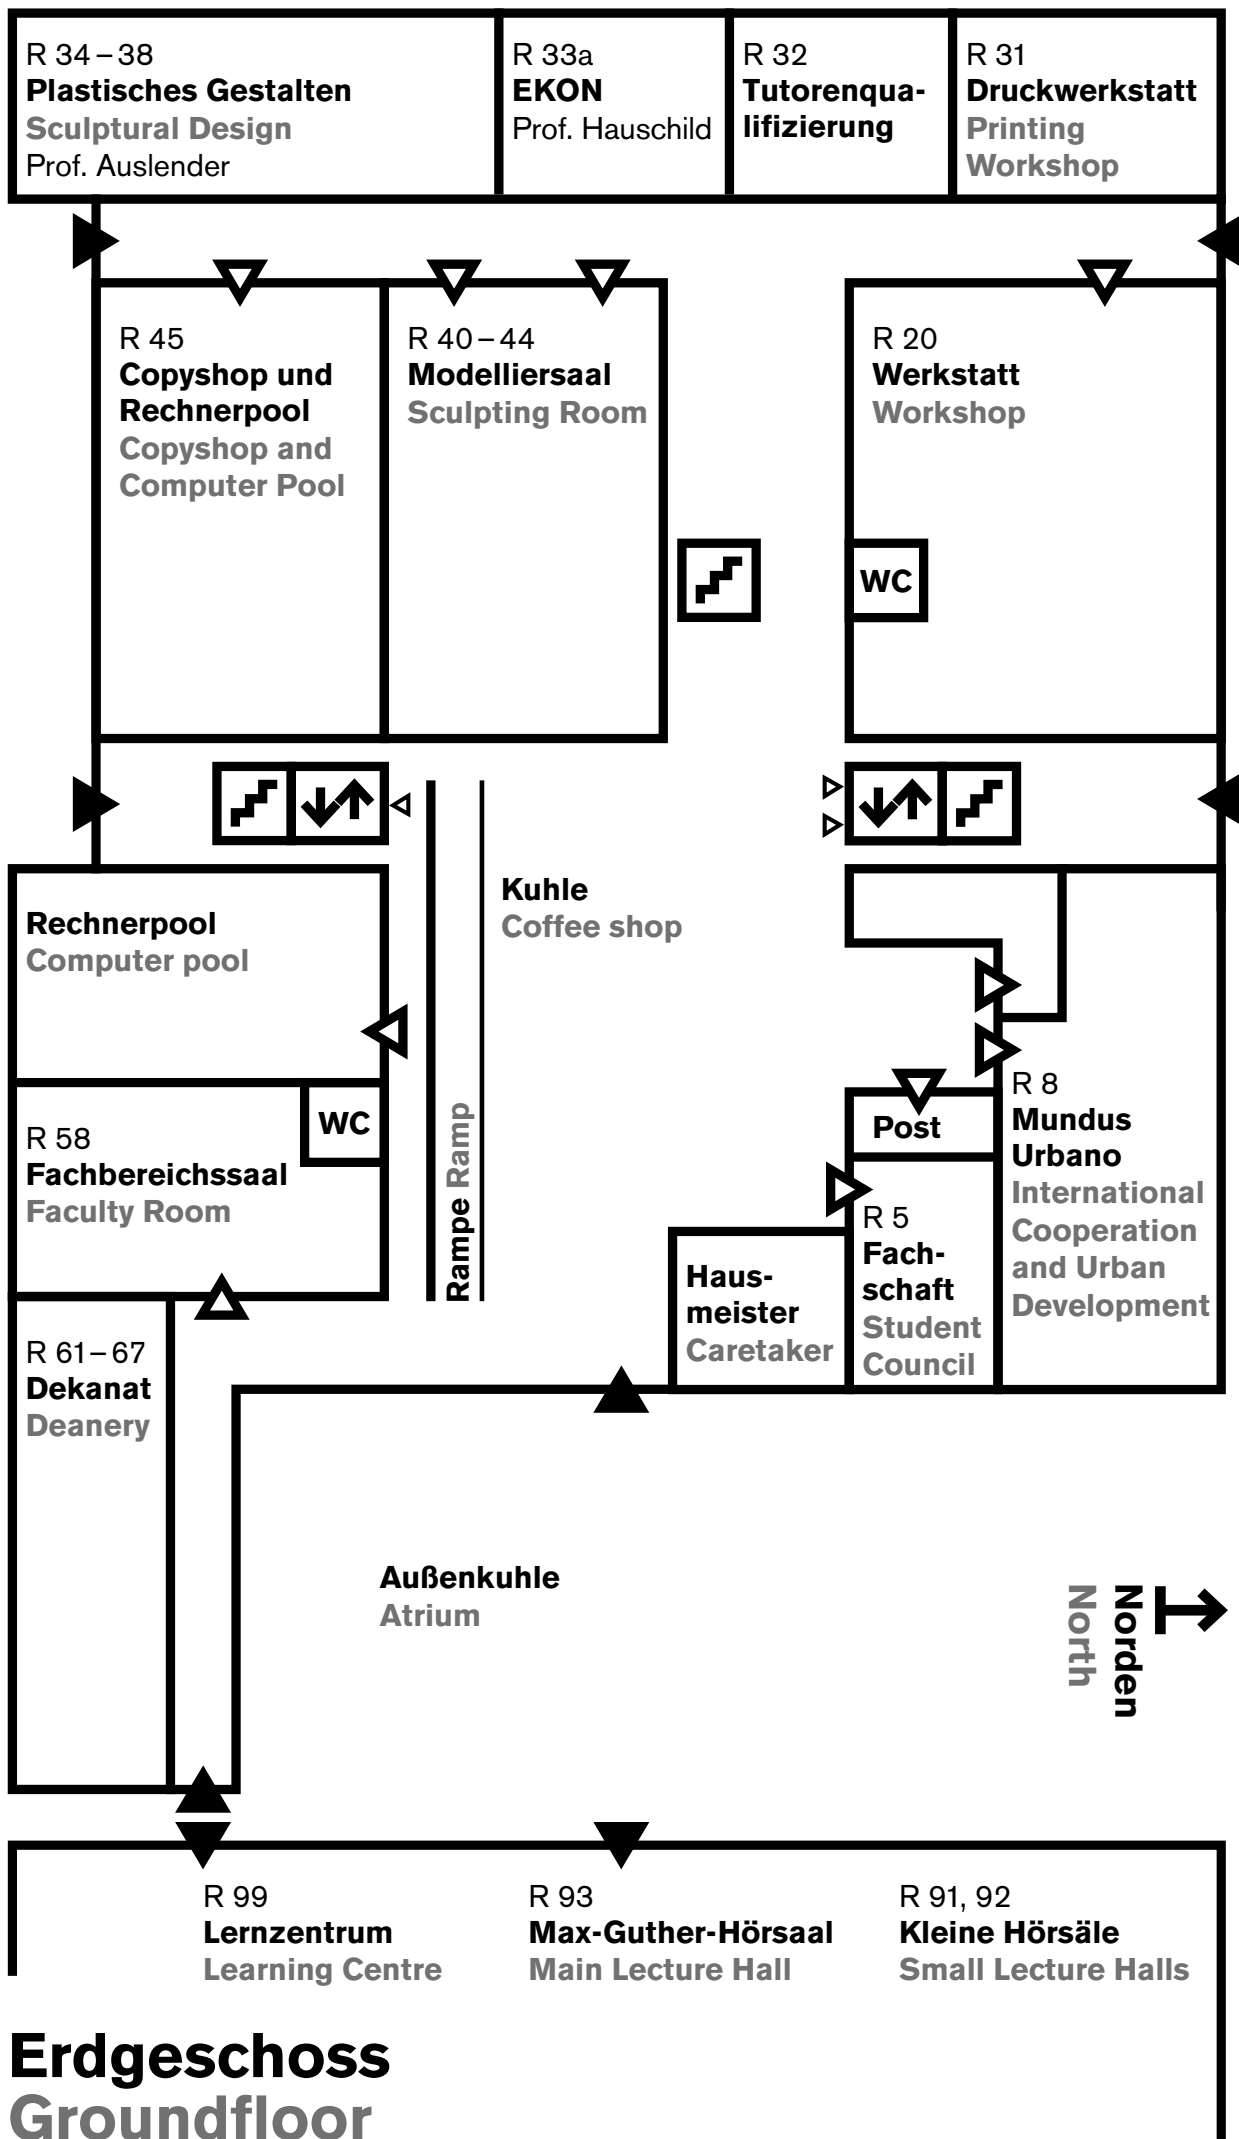 R 34 – 38
Plastisches Gestalten
Sculptural Design
Prof. Auslender
R 33a
EKON
Prof. Hauschild
R 32
Tutorenqua-
lifizierung
R 31
Druckwerkstatt
Printing
Workshop
R 45
Copyshop und
Rechnerpool
Copyshop and
Computer Pool
R 40 – 44
Modelliersaal
Sculpting Room
R 20
Werkstatt
Workshop
WC
Kuhle
Coffee shop
Rechnerpool
Computer pool
WC
R 58
Fachbereichssaal
Faculty Room
Rampe Ramp
Post
R 8
Mundus
Urbano
International
Cooperation
and Urban
Development
R 5
Fach-
schaft
Student
Council
Haus-
meister
Caretaker
R 61 – 67
Dekanat
Deanery
Außenkuhle
Atrium
Norden
North
R 99
Lernzentrum
Learning Centre
R 93
Max-Guther-Hörsaal
Main Lecture Hall
R 91, 92
Kleine Hörsäle
Small Lecture Halls
Erdgeschoss
Groundfloor